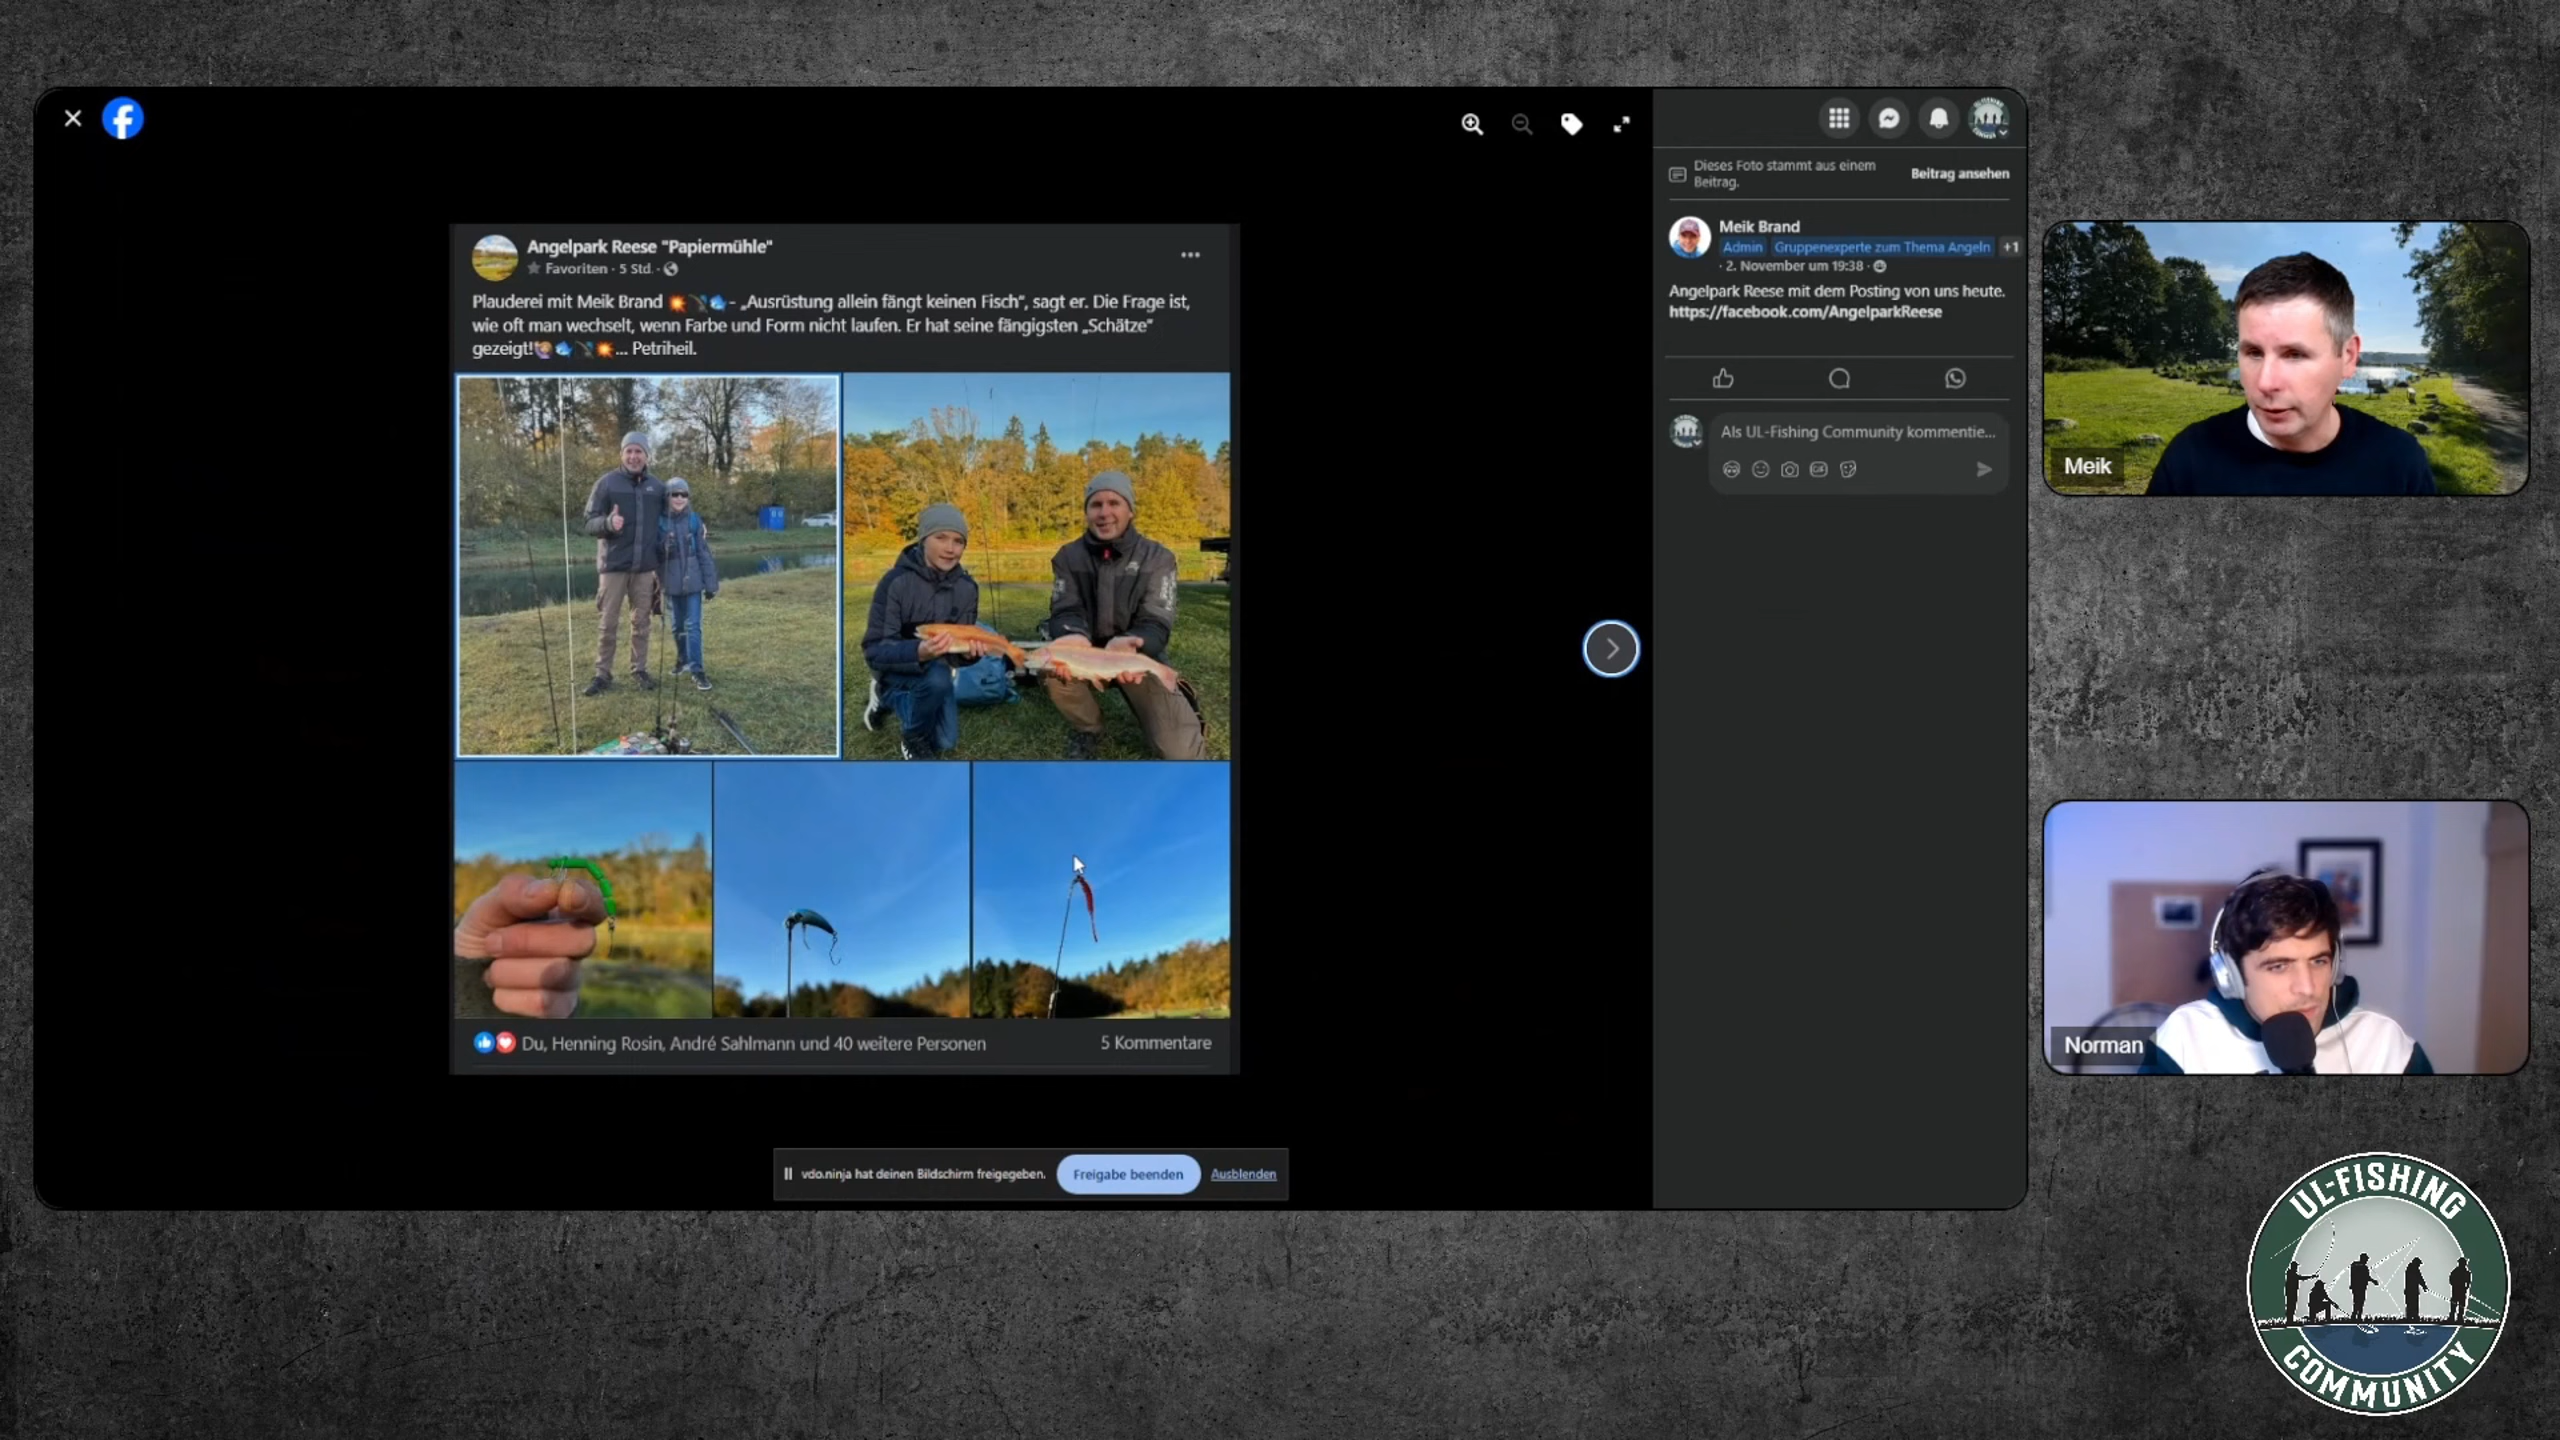 Dieses Foto stammt aus einem
Beitrag.
Beitrag ansehen
Angelpark Reese "Papiermühle"
Favoriten · 5 Std. ·
Plauderei mit Meik Brand 💥🎣🐟- „Ausrüstung allein fängt keinen Fisch", sagt er. Die Frage ist,
wie oft man wechselt, wenn Farbe und Form nicht laufen. Er hat seine fängigsten „Schätze"
gezeigt!🙋🏼‍♀️🐟🎣💥... Petriheil.
Du, Henning Rosin, André Sahlmann und 40 weitere Personen
5 Kommentare
Meik Brand
Admin Gruppenexperte zum Thema Angeln +1
· 2. November um 19:38 ·
Angelpark Reese mit dem Posting von uns heute.
https://facebook.com/AngelparkReese
Als UL-Fishing Community kommentie...
GIF
vdo.ninja hat deinen Bildschirm freigegeben.
Freigabe beenden
Ausblenden
Meik
Norman
UL-FISHING
COMMUNITY